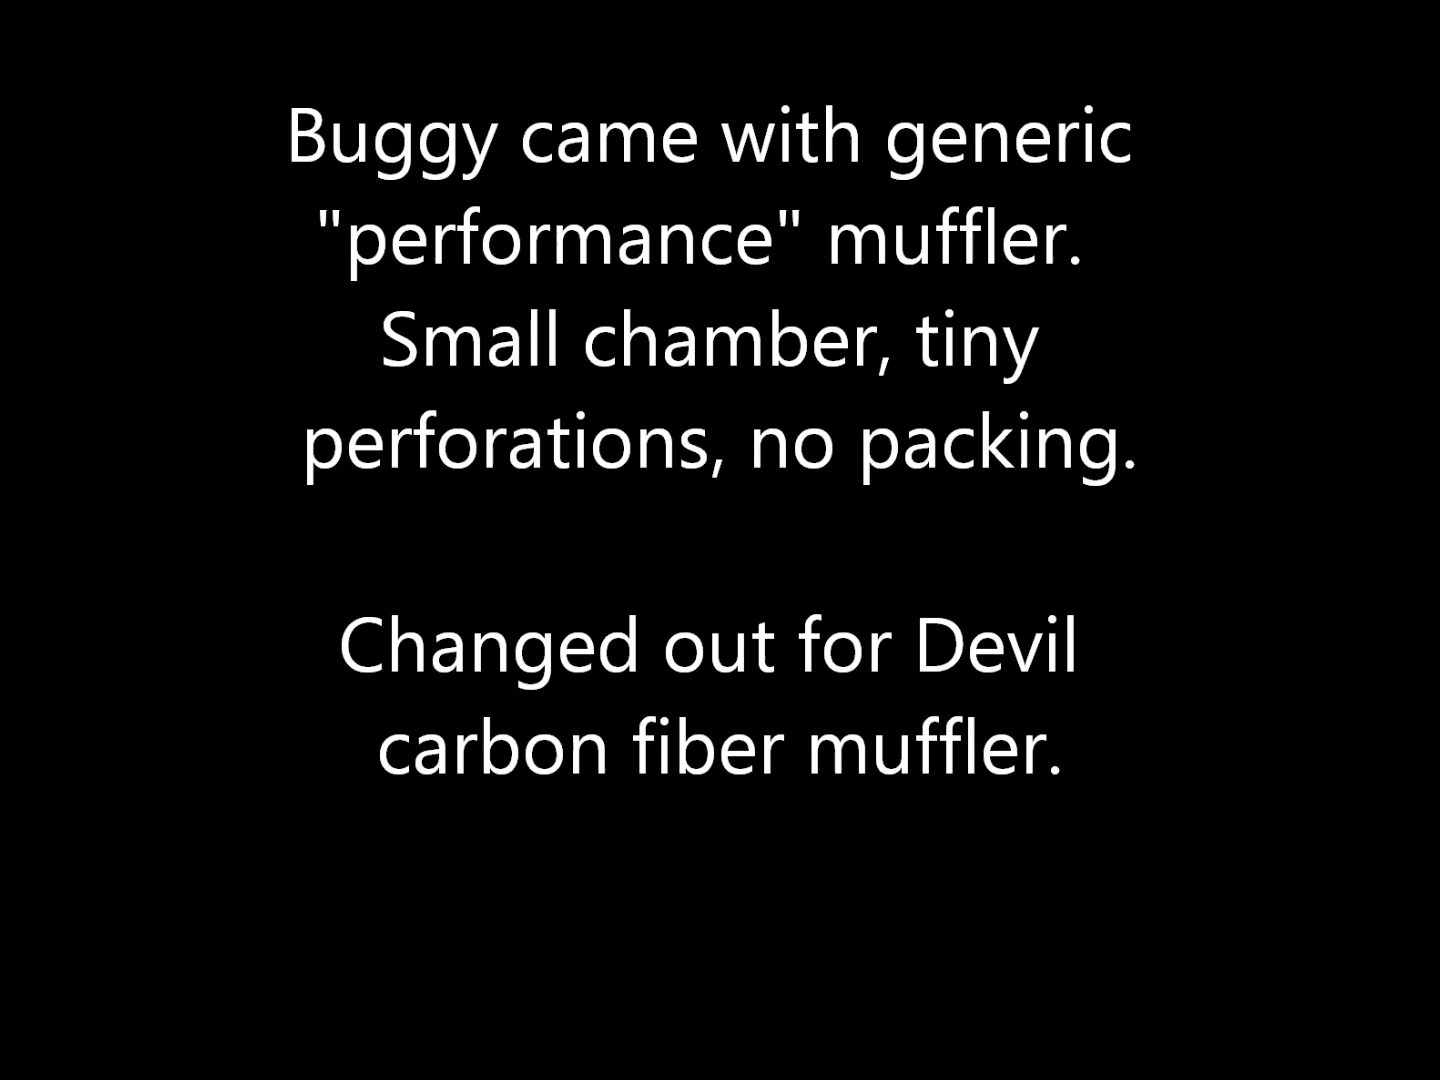 Buggy came with generic
"performance" muffler.
Small chamber, tiny
perforations, no packing.
Changed out for Devil
carbon fiber muffler.